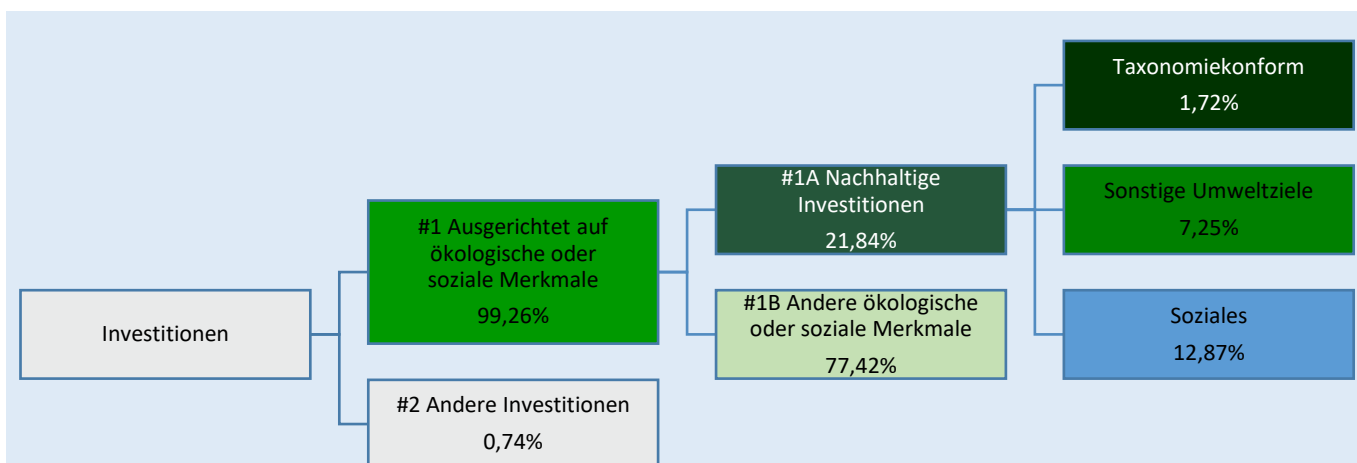 Investitionen
#1 Ausgerichtet auf
ökologische oder
soziale Merkmale
99,26%
#2 Andere Investitionen
0,74%
#1A Nachhaltige
Investitionen
21,84%
#1B Andere ökologische
oder soziale Merkmale
77,42%
Taxonomiekonform
1,72%
Sonstige Umweltziele
7,25%
Soziales
12,87%